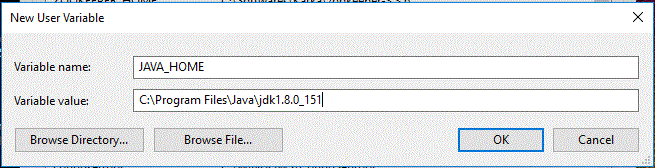 New User Variable
Variable name: JAVA_HOME
Variable value: C:\Program Files\Java\jdk1.8.0_151
Browse Directory... Browse File... OK Cancel